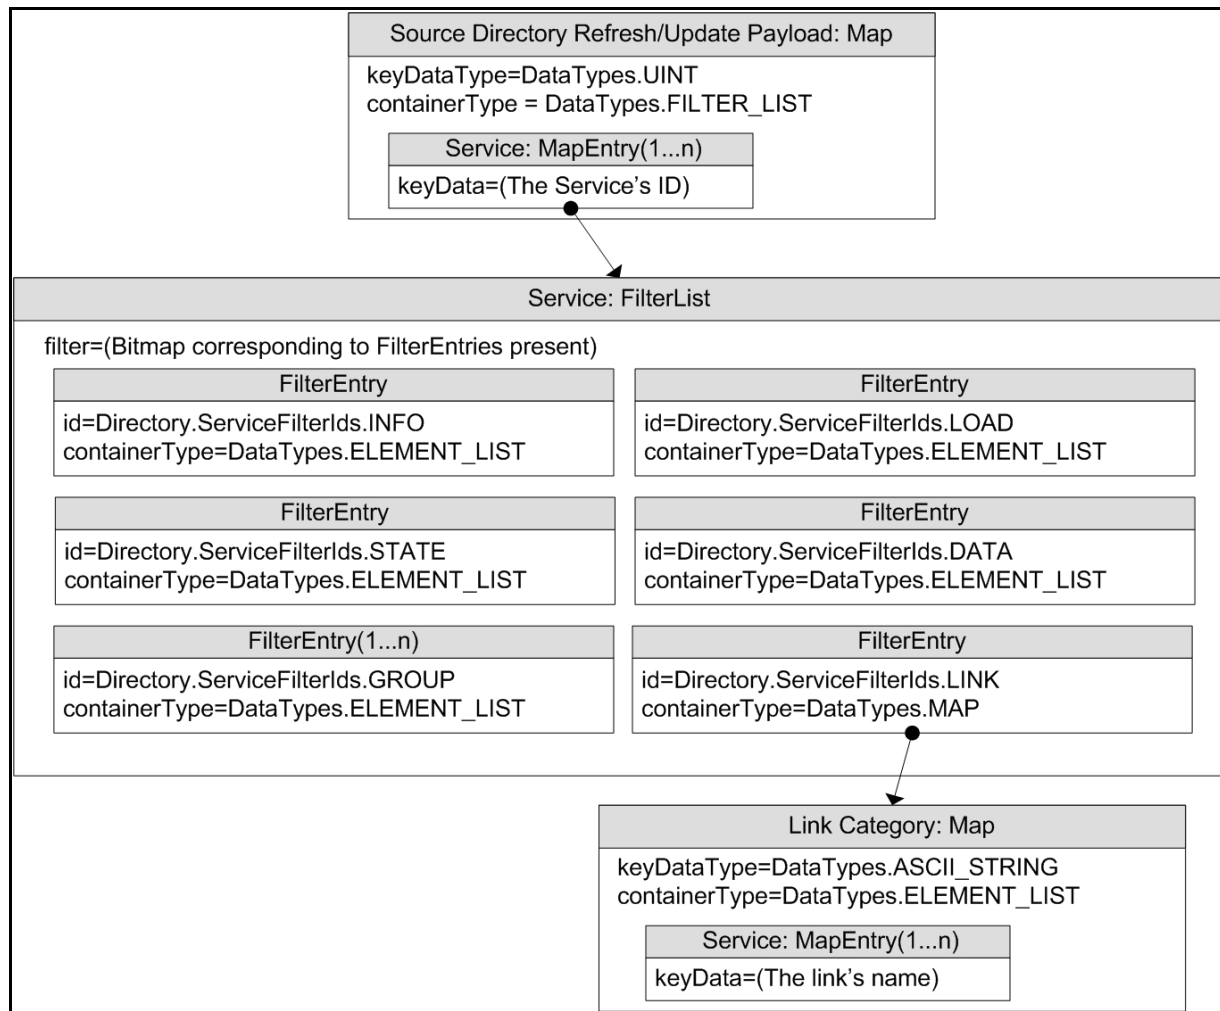 Source Directory Refresh/Update Payload: Map
keyDataType=DataTypes.UINT
containerType = DataTypes.FILTER_LIST
Service: MapEntry(1...n)
keyData=(The Service’s ID)
Service: FilterList
filter=(Bitmap corresponding to FilterEntries present)
FilterEntry
id=Directory.ServiceFilterIds.INFO
containerType=DataTypes.ELEMENT_LIST
FilterEntry
id=Directory.ServiceFilterIds.LOAD
containerType=DataTypes.ELEMENT_LIST
FilterEntry
id=Directory.ServiceFilterIds.STATE
containerType=DataTypes.ELEMENT_LIST
FilterEntry
id=Directory.ServiceFilterIds.DATA
containerType=DataTypes.ELEMENT_LIST
FilterEntry(1...n)
id=Directory.ServiceFilterIds.GROUP
containerType=DataTypes.ELEMENT_LIST
FilterEntry
id=Directory.ServiceFilterIds.LINK
containerType=DataTypes.MAP
Link Category: Map
keyDataType=DataTypes.ASCII_STRING
containerType=DataTypes.ELEMENT_LIST
Service: MapEntry(1...n)
keyData=(The link’s name)